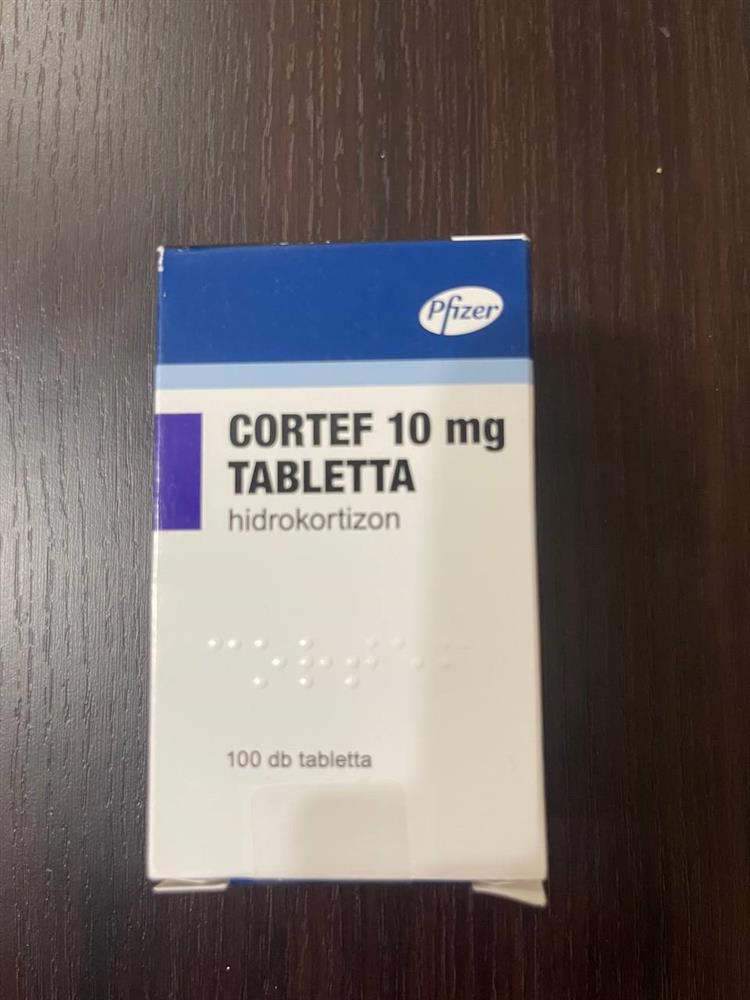 Pfizer
CORTEF 10 mg
TABLETTA
hidrokortizon
100 db tabletta